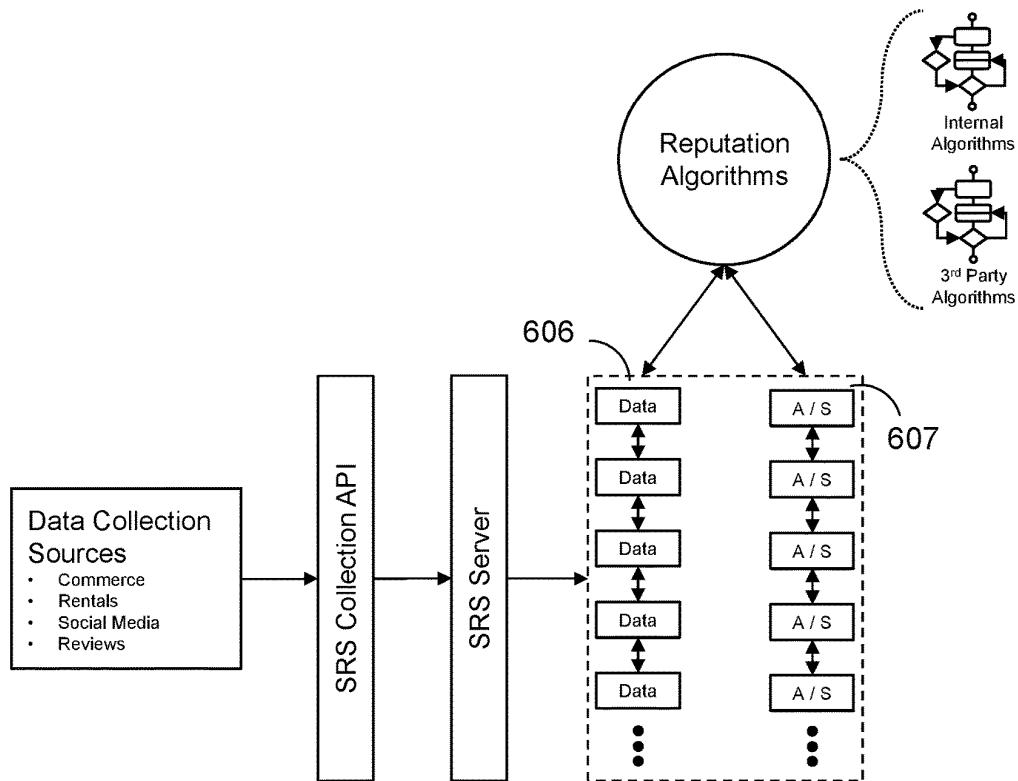 Reputation
Algorithms
Internal
Algorithms
3rd Party
Algorithms
606
607
Data Collection
Sources
• Commerce
• Rentals
• Social Media
• Reviews
SRS Collection API
SRS Server
Data
A / S
Data
A / S
Data
A / S
Data
A / S
Data
A / S